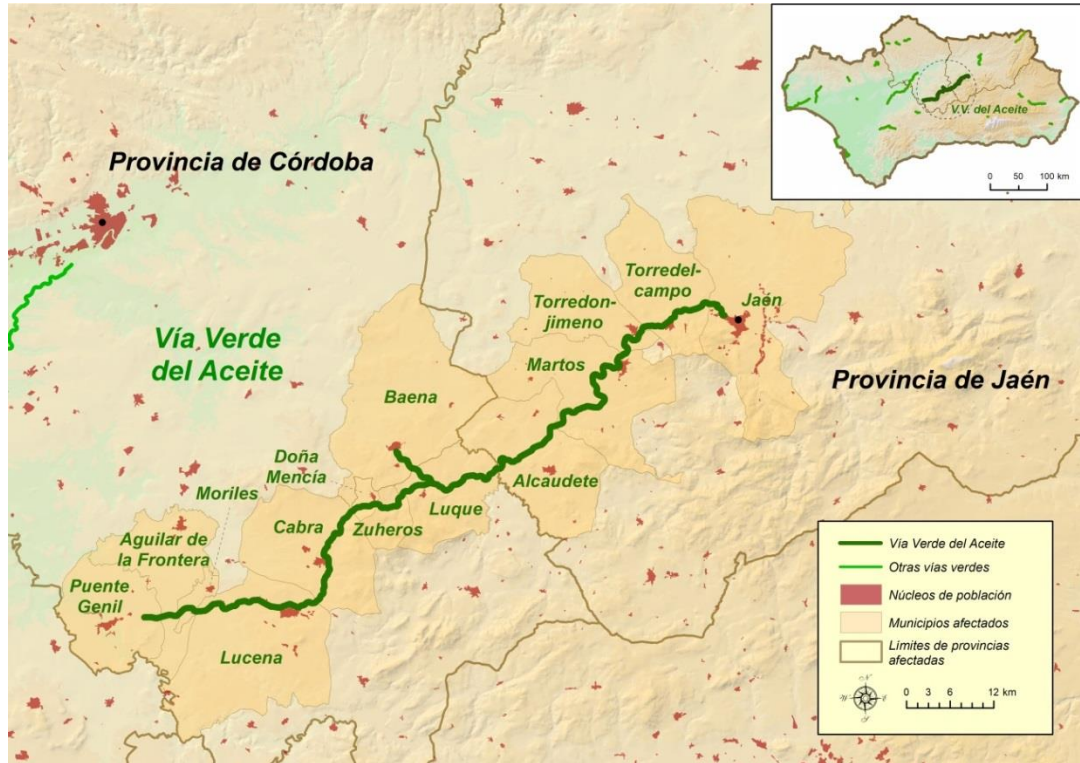 V.V. del Aceite
0 50 100 km
Provincia de Córdoba
Vía Verde
del Aceite
Torredel-
campo
Jaén
Torredon-
jimeno
Martos
Provincia de Jaén
Baena
Doña
Mencía
Moriles
Alcaudete
Luque
Cabra
Zuheros
Aguilar de
la Frontera
Puente
Genil
Lucena
Vía Verde del Aceite
Otras vías verdes
Núcleos de población
Municipios afectados
Límites de provincias
afectadas
N
W
E
S
0 3 6 12 km